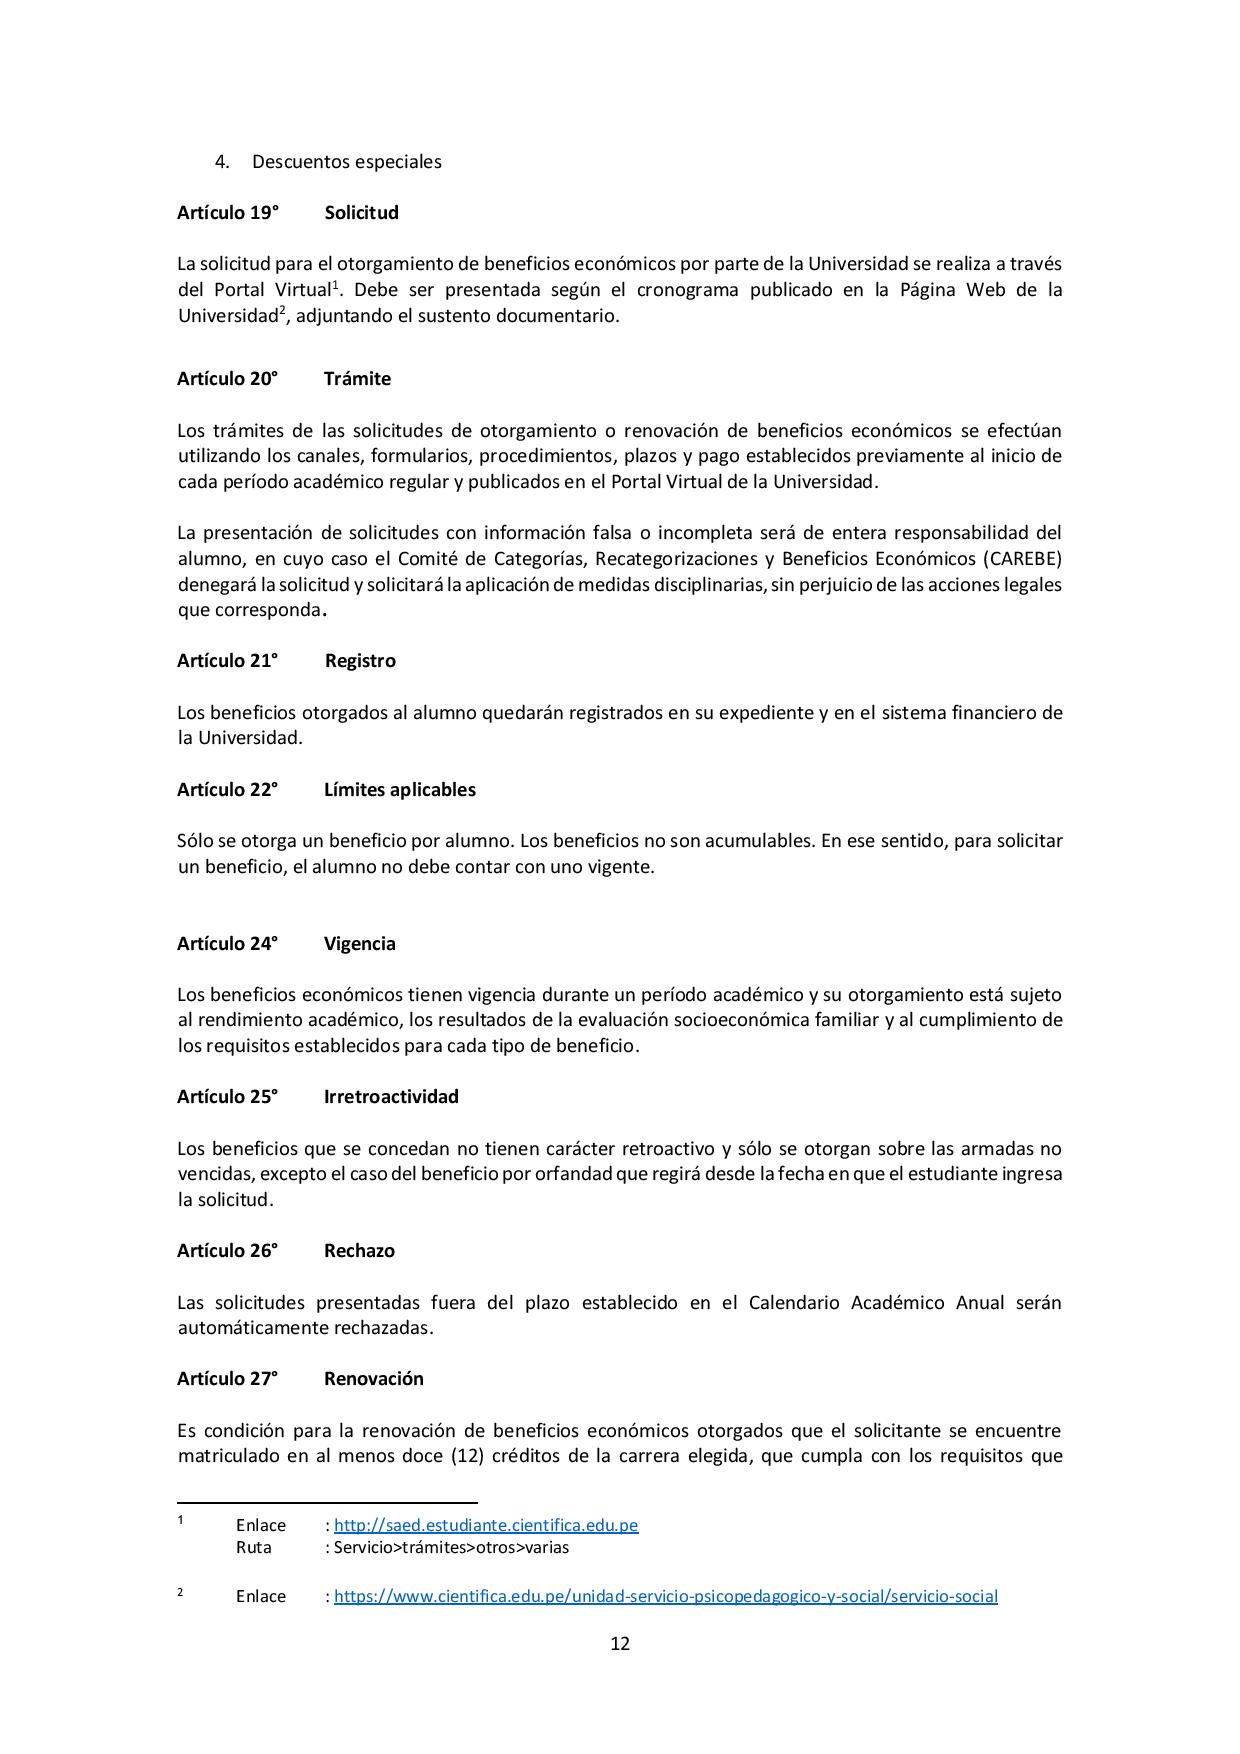 4. Descuentos especiales
Artículo 19° Solicitud
La solicitud para el otorgamiento de beneficios económicos por parte de la Universidad se realiza a través
del Portal Virtual1. Debe ser presentada según el cronograma publicado en la Página Web de la
Universidad2, adjuntando el sustento documentario.
Artículo 20° Trámite
Los trámites de las solicitudes de otorgamiento o renovación de beneficios económicos se efectúan
utilizando los canales, formularios, procedimientos, plazos y pago establecidos previamente al inicio de
cada período académico regular y publicados en el Portal Virtual de la Universidad.
La presentación de solicitudes con información falsa o incompleta será de entera responsabilidad del
alumno, en cuyo caso el Comité de Categorías, Recategorizaciones y Beneficios Económicos (CAREBE)
denegará la solicitud y solicitará la aplicación de medidas disciplinarias, sin perjuicio de las acciones legales
que corresponda.
Artículo 21° Registro
Los beneficios otorgados al alumno quedarán registrados en su expediente y en el sistema financiero de
la Universidad.
Artículo 22° Límites aplicables
Sólo se otorga un beneficio por alumno. Los beneficios no son acumulables. En ese sentido, para solicitar
un beneficio, el alumno no debe contar con uno vigente.
Artículo 24° Vigencia
Los beneficios económicos tienen vigencia durante un período académico y su otorgamiento está sujeto
al rendimiento académico, los resultados de la evaluación socioeconómica familiar y al cumplimiento de
los requisitos establecidos para cada tipo de beneficio.
Artículo 25° Irretroactividad
Los beneficios que se concedan no tienen carácter retroactivo y sólo se otorgan sobre las armadas no
vencidas, excepto el caso del beneficio por orfandad que regirá desde la fecha en que el estudiante ingresa
la solicitud.
Artículo 26° Rechazo
Las solicitudes presentadas fuera del plazo establecido en el Calendario Académico Anual serán
automáticamente rechazadas.
Artículo 27° Renovación
Es condición para la renovación de beneficios económicos otorgados que el solicitante se encuentre
matriculado en al menos doce (12) créditos de la carrera elegida, que cumpla con los requisitos que
1 Enlace : http://saed.estudiante.cientifica.edu.pe
Ruta : Servicio>trámites>otros>varias
2 Enlace : https://www.cientifica.edu.pe/unidad-servicio-psicopedagogico-y-social/servicio-social
12